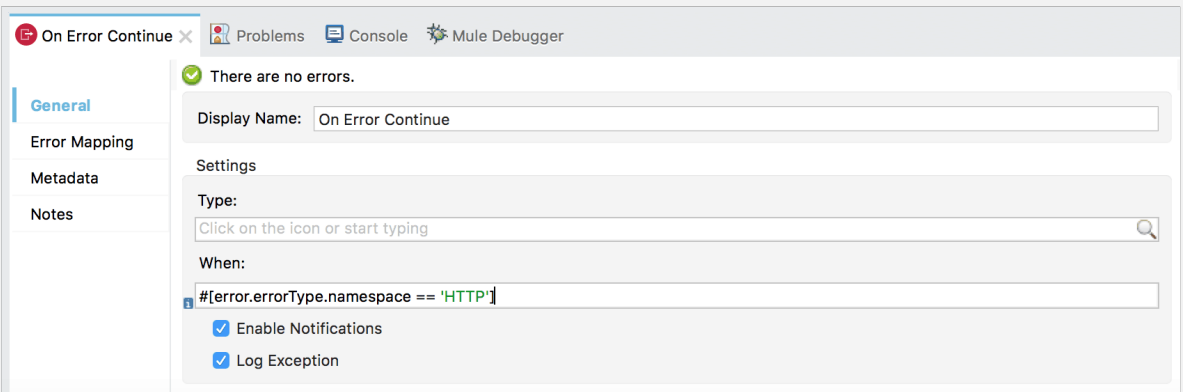 On Error Continue
Problems
Console
Mule Debugger
There are no errors.
General
Error Mapping
Metadata
Notes
Display Name: On Error Continue
Settings
Type:
Click on the icon or start typing
When:
#[error.errorType.namespace == 'HTTP']
Enable Notifications
Log Exception